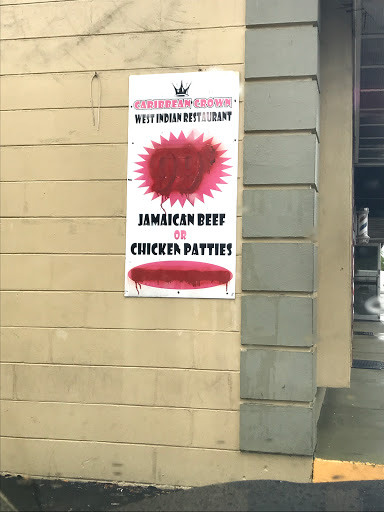 CARIBBEAN CROWN
WEST INDIAN RESTAURANT
JAMAICAN BEEF
OR
CHICKEN PATTIES